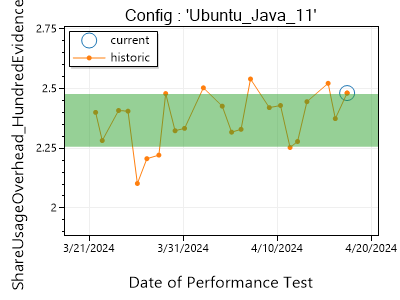 Config : 'Ubuntu_Java_11'
ShareUsageOverhead_HundredEvidence
current
historic
2.75
2.5
2.25
2
3/21/2024
3/31/2024
4/10/2024
4/20/2024
Date of Performance Test